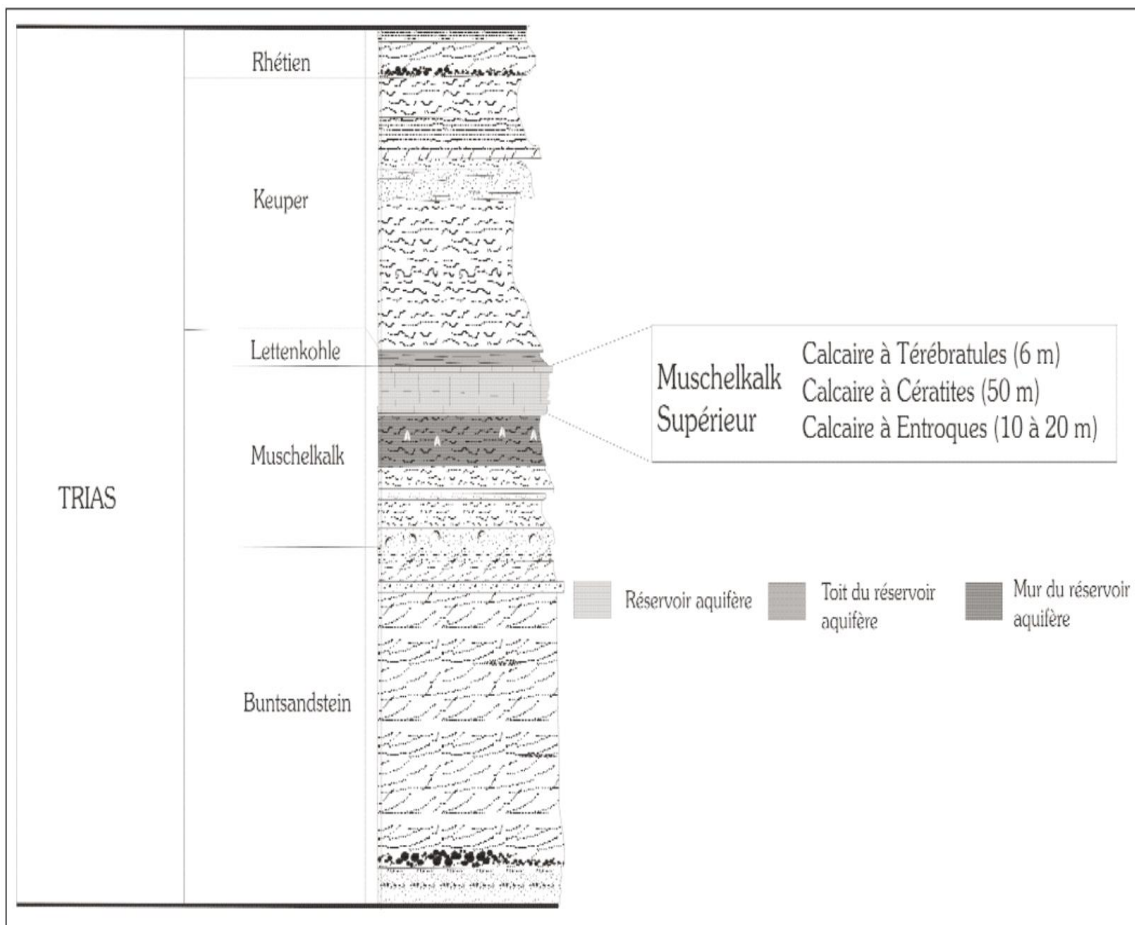 Rhétien
Keuper
Lettenkohle
Muschelkalk
TRIAS
Buntsandstein
Muschelkalk
Supérieur
Calcaire à Térébratules (6 m)
Calcaire à Cératites (50 m)
Calcaire à Entroques (10 à 20 m)
Réservoir aquifère
Toit du réservoir
aquifère
Mur du réservoir
aquifère